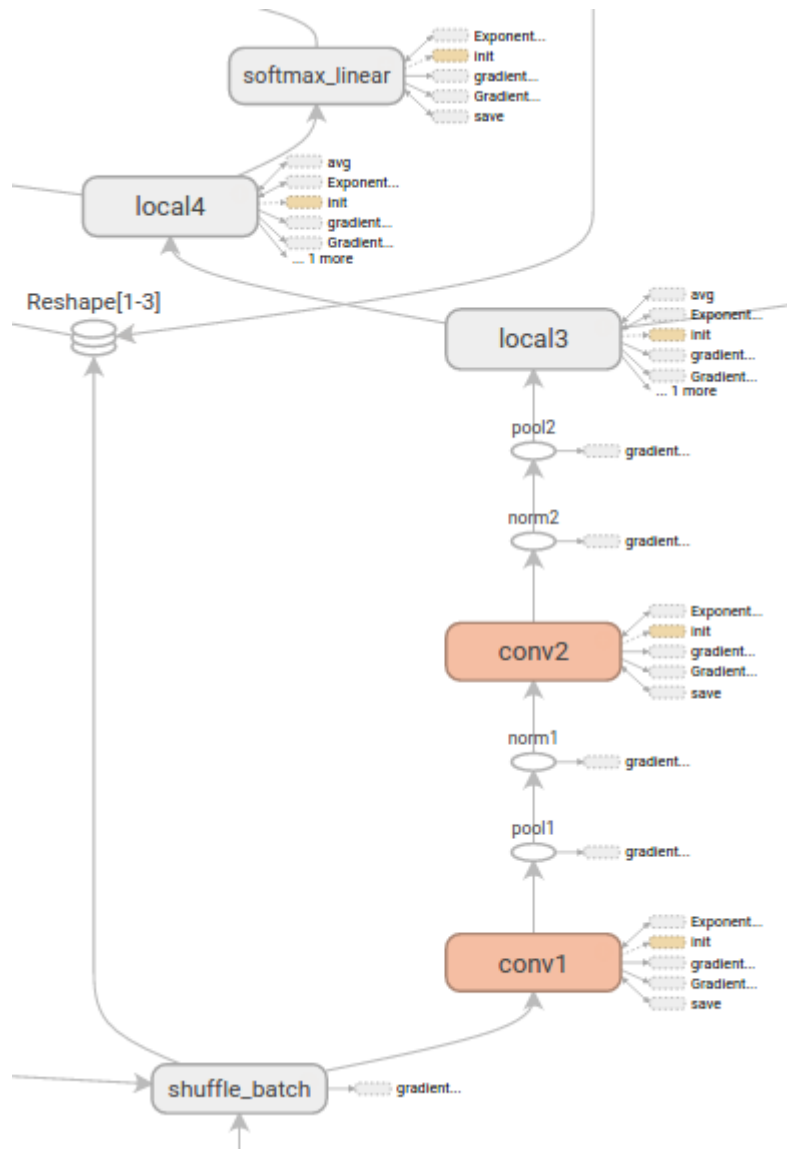 Exponent...
init
softmax_linear
gradient...
Gradient...
save
avg
Exponent...
local4
init
gradient...
Gradient...
... 1 more
Reshape[1-3]
avg
Exponent...
local3
init
gradient...
Gradient...
... 1 more
pool2
gradient...
norm2
gradient...
Exponent...
init
conv2
gradient...
Gradient...
save
norm1
gradient...
pool1
gradient...
Exponent...
init
conv1
gradient...
Gradient...
save
shuffle_batch
gradient...